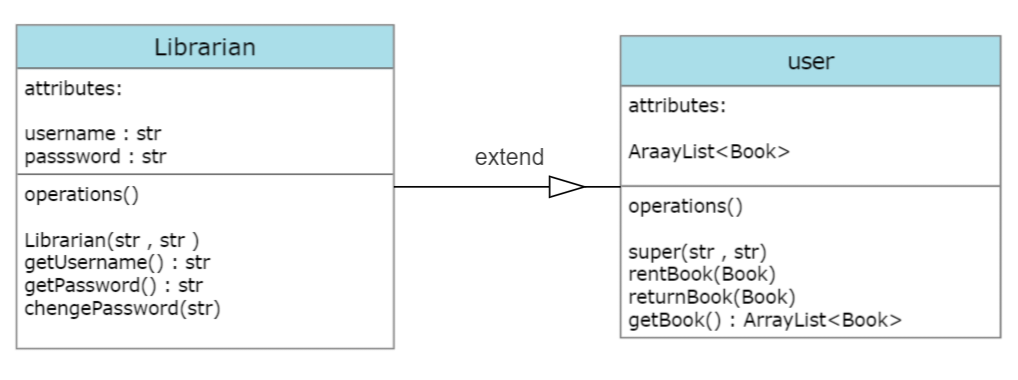 Librarian
attributes:
username : str
passsword : str
operations()
Librarian(str , str )
getUsername() : str
getPassword() : str
chengePassword(str)
extend
user
attributes:
AraayList<Book>
operations()
super(str , str)
rentBook(Book)
returnBook(Book)
getBook() : ArrayList<Book>